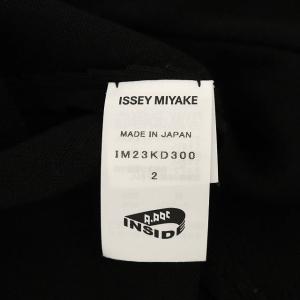 ISSEY MIYAKE
MADE IN JAPAN
IM23KD300
2
A-POC
INSIDE